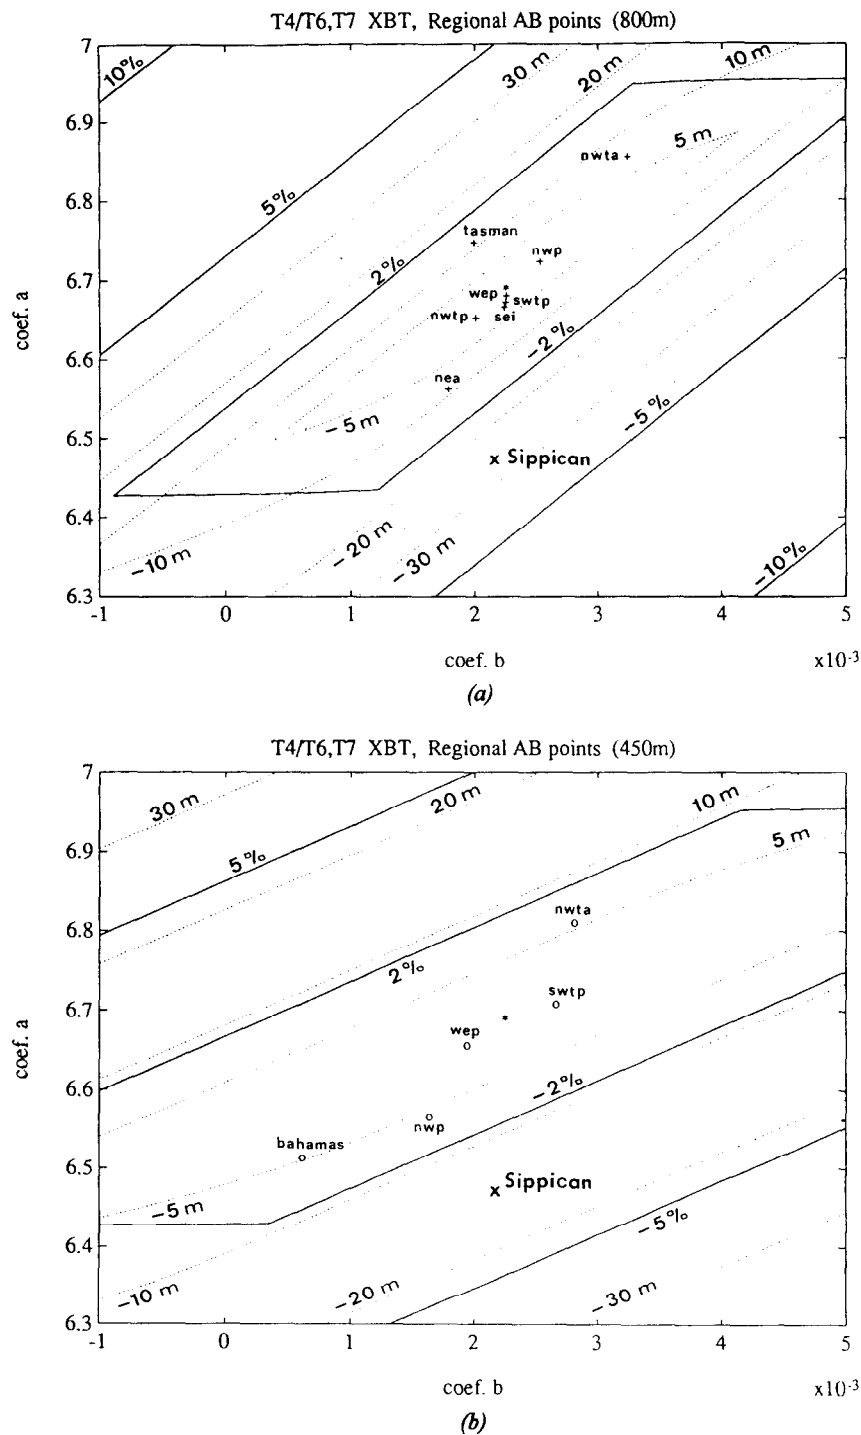 T4/T6,T7 XBT, Regional AB points (800m)
7
6.9
6.8
6.7
6.6
6.5
6.4
6.3
coef. a
10%
5%
2%
30 m
20 m
10 m
5 m
nwta
tasman
nwp
*
wep
swtp
nwtp
sei
nea
-2%
-5 m
-5%
x Sippican
-10 m
-20 m
-30 m
-10%
-1
0
1
2
3
4
5
coef. b
x10-3
(a)
T4/T6,T7 XBT, Regional AB points (450m)
7
6.9
6.8
6.7
6.6
6.5
6.4
6.3
coef. a
30 m
20 m
10 m
5%
5 m
nwta
2%
swtp
wep
*
-2%
nwp
bahamas
x Sippican
-5 m
-5%
-10 m
-20 m
-30 m
-1
0
1
2
3
4
5
coef. b
x10-3
(b)